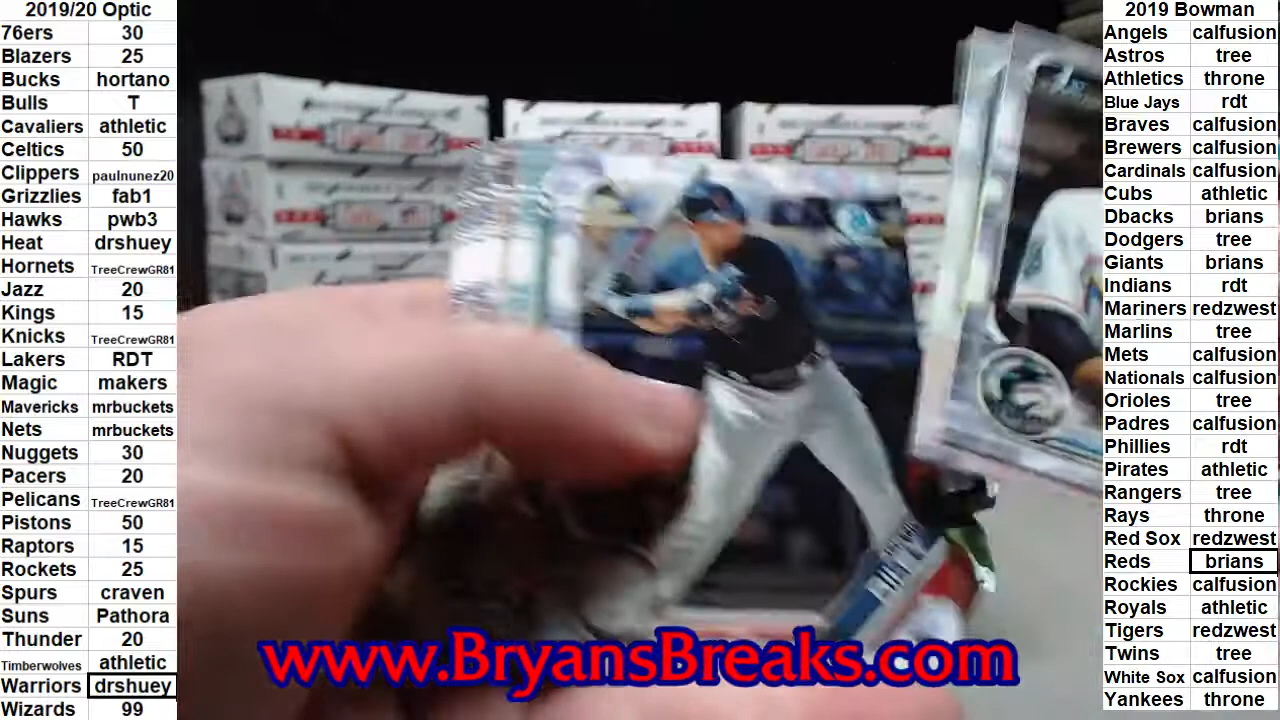 2019/20 Optic
76ers 30
Blazers 25
Bucks hortano
Bulls T
Cavaliers athletic
Celtics 50
Clippers paulnunez20
Grizzlies fab1
Hawks pwb3
Heat drshuey
Hornets TreeCrewGR81
Jazz 20
Kings 15
Knicks TreeCrewGR81
Lakers RDT
Magic makers
Mavericks mrbuckets
Nets mrbuckets
Nuggets 30
Pacers 20
Pelicans TreeCrewGR81
Pistons 50
Raptors 15
Rockets 25
Spurs craven
Suns Pathora
Thunder 20
Timberwolves athletic
Warriors drshuey
Wizards 99
www.BryansBreaks.com
2019 Bowman
Angels calfusion
Astros tree
Athletics throne
Blue Jays rdt
Braves calfusion
Brewers calfusion
Cardinals calfusion
Cubs athletic
Dbacks brians
Dodgers tree
Giants brians
Indians rdt
Mariners redzwest
Marlins tree
Mets calfusion
Nationals calfusion
Orioles tree
Padres calfusion
Phillies rdt
Pirates athletic
Rangers tree
Rays throne
Red Sox redzwest
Reds brians
Rockies calfusion
Royals athletic
Tigers redzwest
Twins tree
White Sox calfusion
Yankees throne